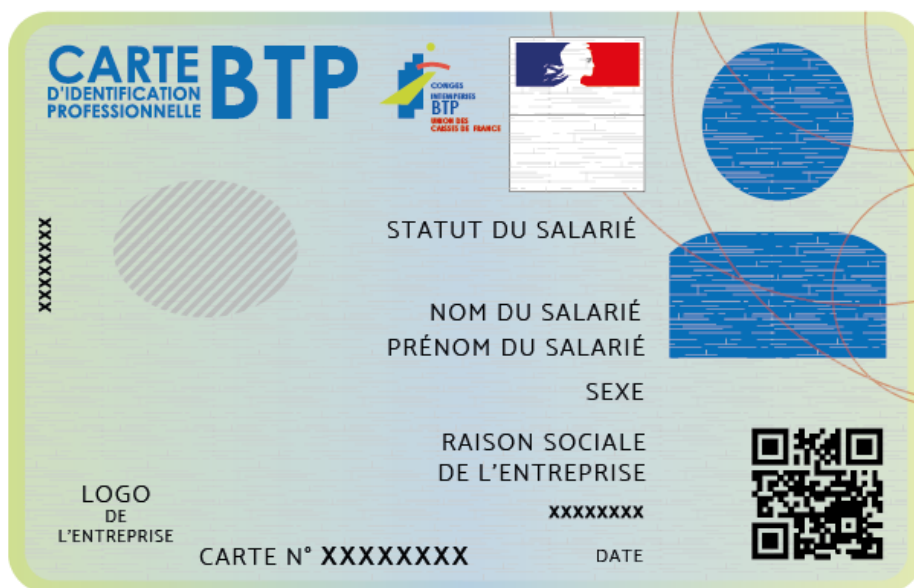 CARTE
D'IDENTIFICATION
PROFESSIONNELLE
BTP
CONGES
INTEMPERIES
BTP
UNION DES
CAISSES DE FRANCE
XXXXXXXX
STATUT DU SALARIÉ
NOM DU SALARIÉ
PRÉNOM DU SALARIÉ
SEXE
RAISON SOCIALE
DE L'ENTREPRISE
XXXXXXXX
LOGO
DE
L'ENTREPRISE
CARTE N° XXXXXXXX
DATE